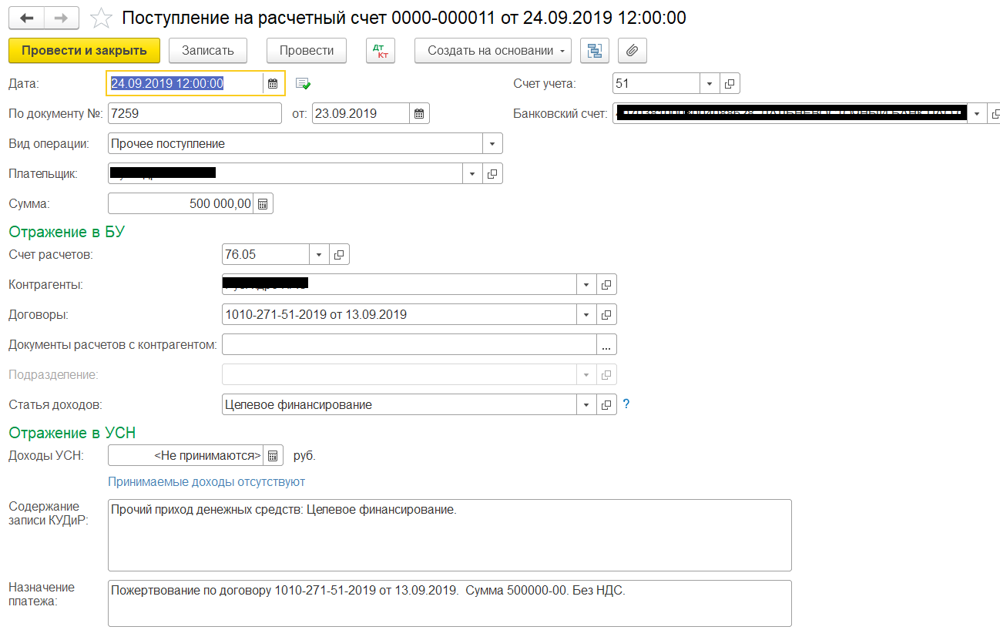 Поступление на расчетный счет 0000-000011 от 24.09.2019 12:00:00
Провести и закрыть Записать Провести Дт Кт Создать на основании
Дата: 24.09.2019 12:00:00 Счет учета: 51
По документу №: 7259 от: 23.09.2019 Банковский счет:
Вид операции: Прочее поступление
Плательщик:
Сумма: 500 000,00
Отражение в БУ
Счет расчетов: 76.05
Контрагенты:
Договоры: 1010-271-51-2019 от 13.09.2019
Документы расчетов с контрагентом: ...
Подразделение:
Статья доходов: Целевое финансирование ?
Отражение в УСН
Доходы УСН: <Не принимаются> руб.
Принимаемые доходы отсутствуют
Содержание
записи КУДиР:
Прочий приход денежных средств: Целевое финансирование.
Назначение
платежа:
Пожертвование по договору 1010-271-51-2019 от 13.09.2019. Сумма 500000-00. Без НДС.